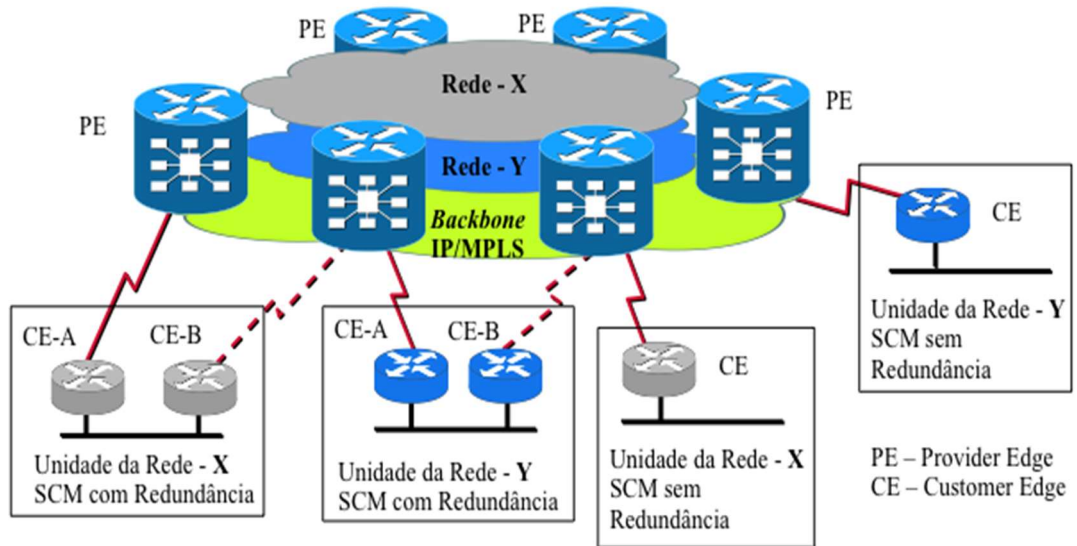 PE
PE
Rede - X
PE
PE
Rede - Y
Backbone
IP/MPLS
CE
Unidade da Rede - Y
SCM sem
Redundância
CE-A
CE-B
Unidade da Rede - X
SCM com Redundância
CE-A
CE-B
Unidade da Rede - Y
SCM com Redundância
CE
Unidade da Rede - X
SCM sem
Redundância
PE – Provider Edge
CE – Customer Edge